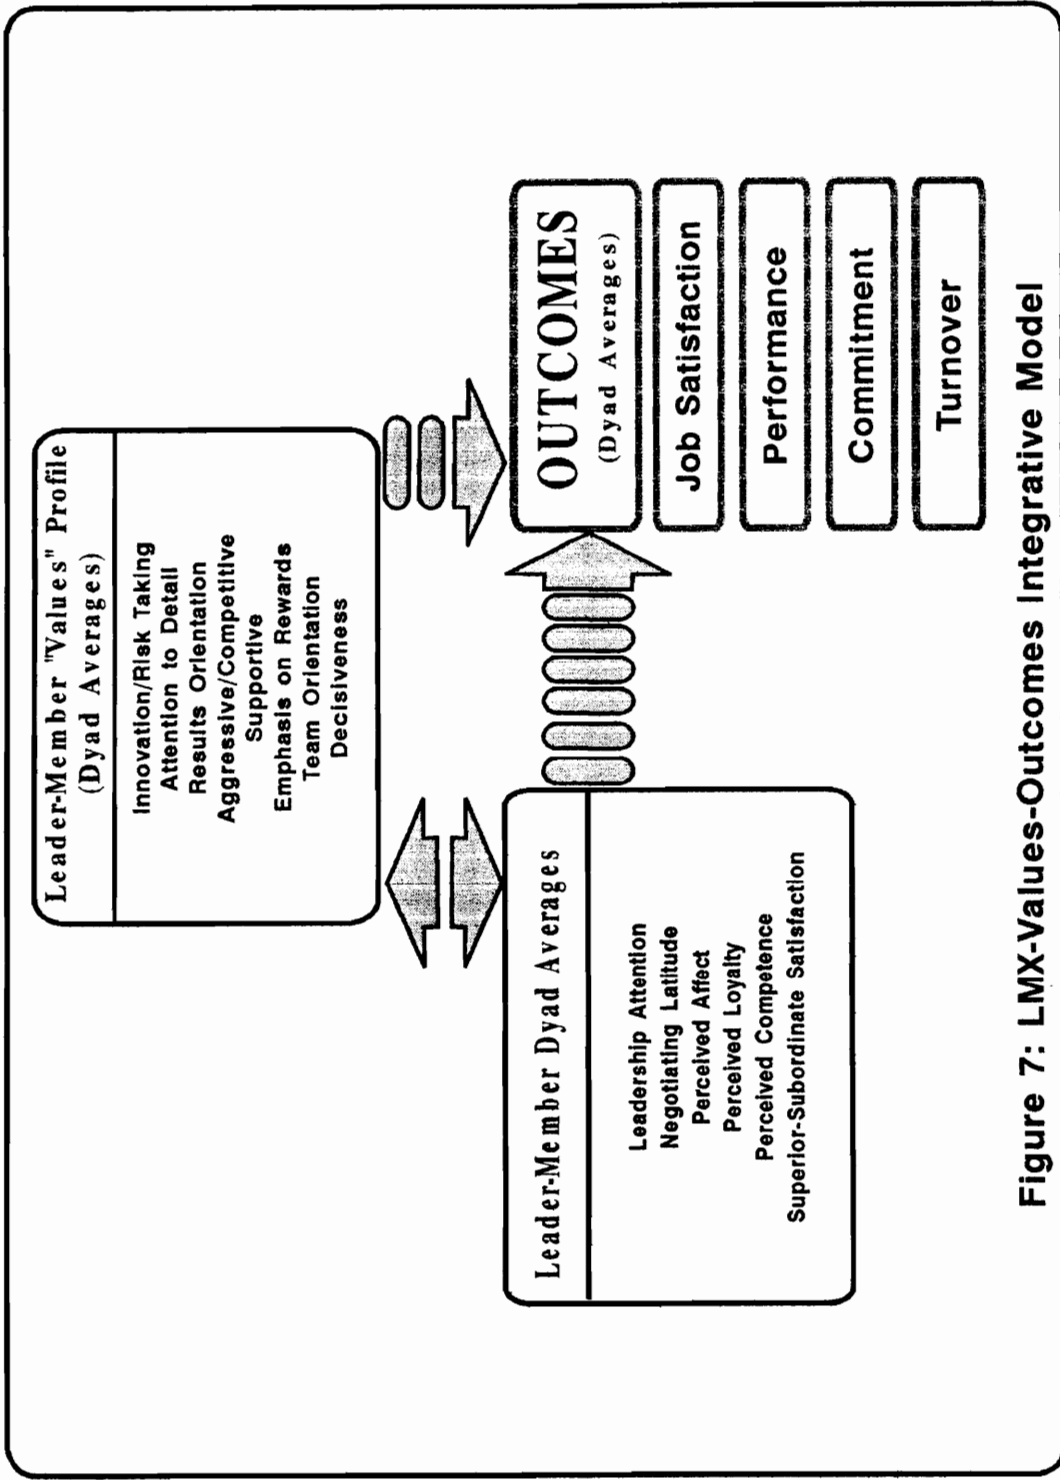 Leader-Member "Values" Profile
(Dyad Averages)
Innovation/Risk Taking
Attention to Detail
Results Orientation
Aggressive/Competitive
Supportive
Emphasis on Rewards
Team Orientation
Decisiveness
Leader-Member Dyad Averages
Leadership Attention
Negotiating Latitude
Perceived Affect
Perceived Loyalty
Perceived Competence
Superior-Subordinate Satisfaction
OUTCOMES
(Dyad Averages)
Job Satisfaction
Performance
Commitment
Turnover
Figure 7: LMX-Values-Outcomes Integrative Model